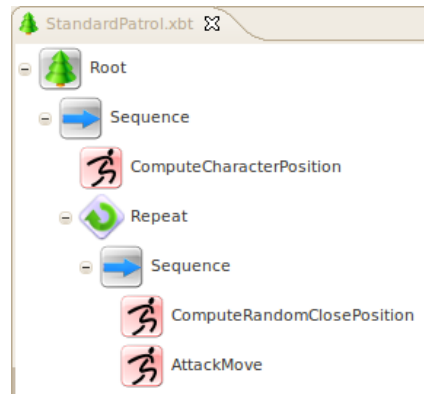 StandardPatrol.xbt
Root
Sequence
ComputeCharacterPosition
Repeat
Sequence
ComputeRandomClosePosition
AttackMove